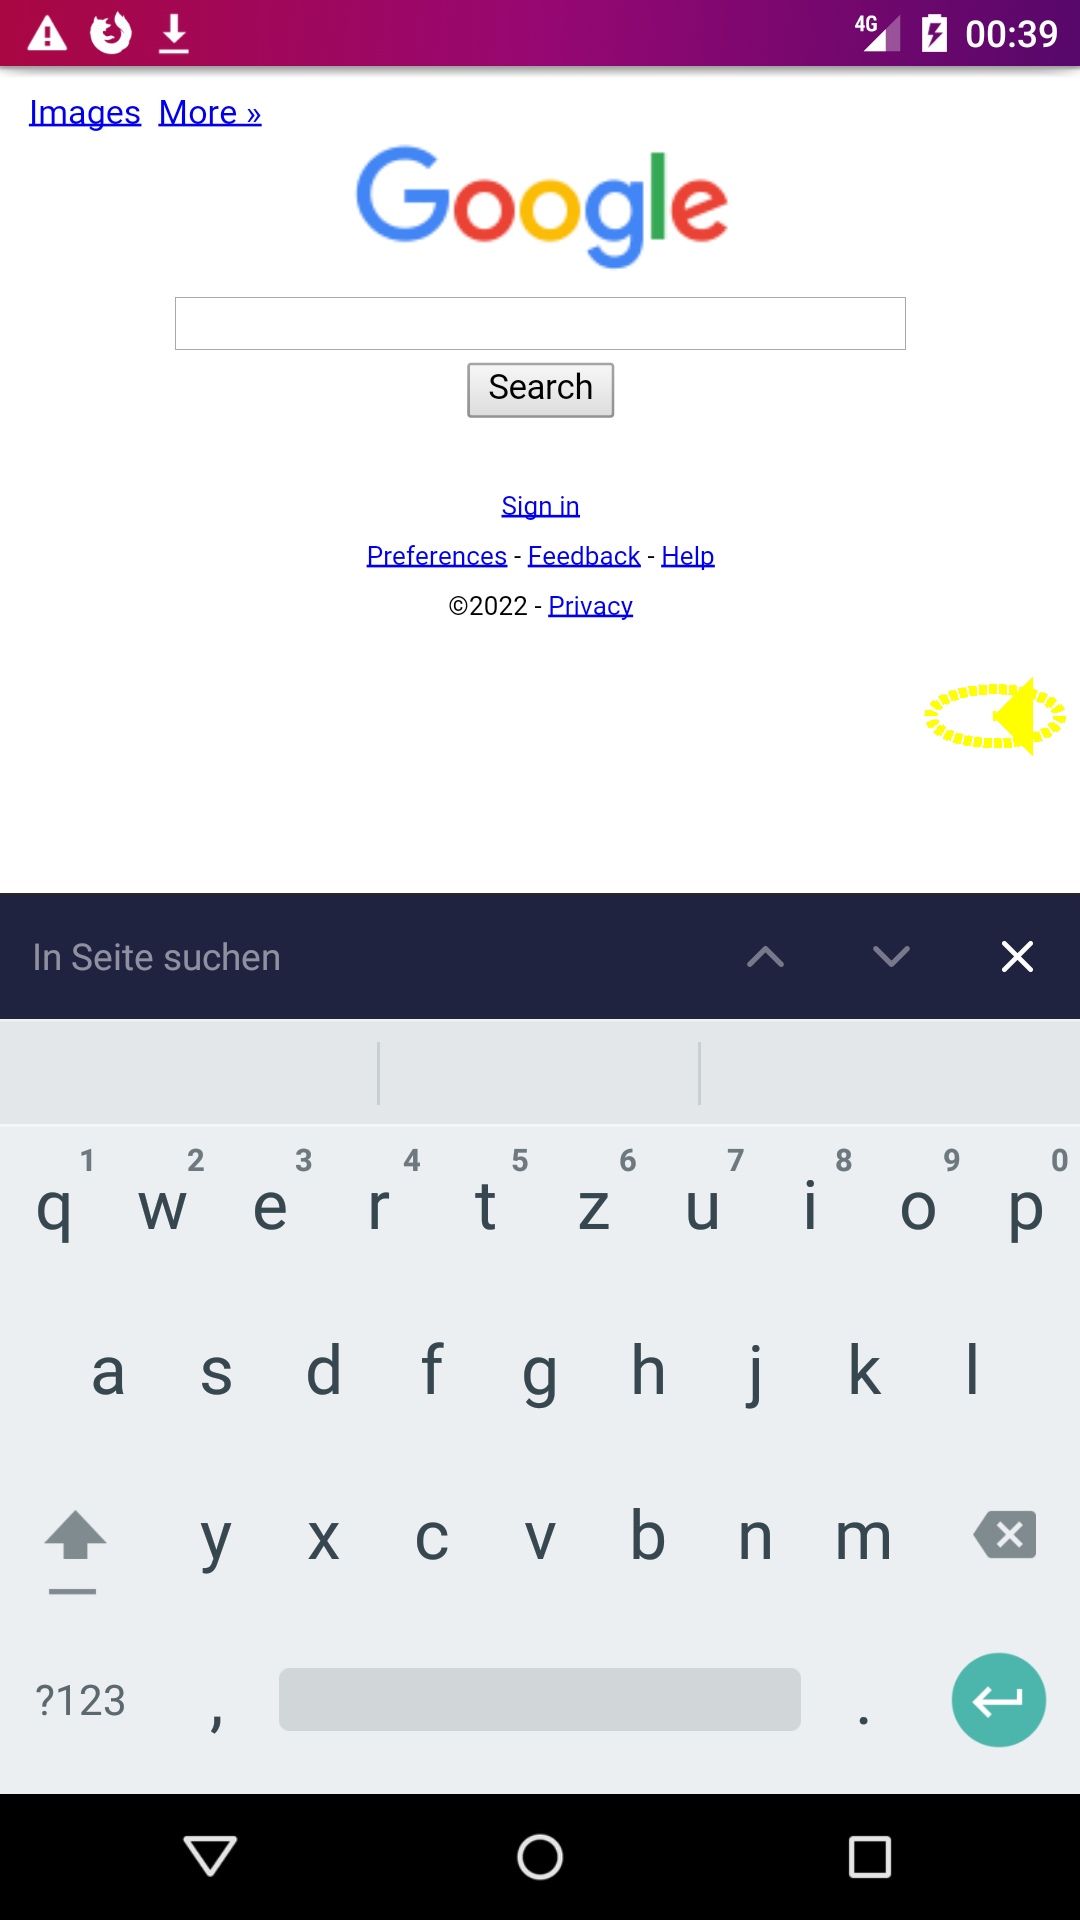 4G 00:39
Images More »
Google
Search
Sign in
Preferences - Feedback - Help
©2022 - Privacy
In Seite suchen
1 2 3 4 5 6 7 8 9 0
q w e r t z u i o p
a s d f g h j k l
y x c v b n m
?123 , .